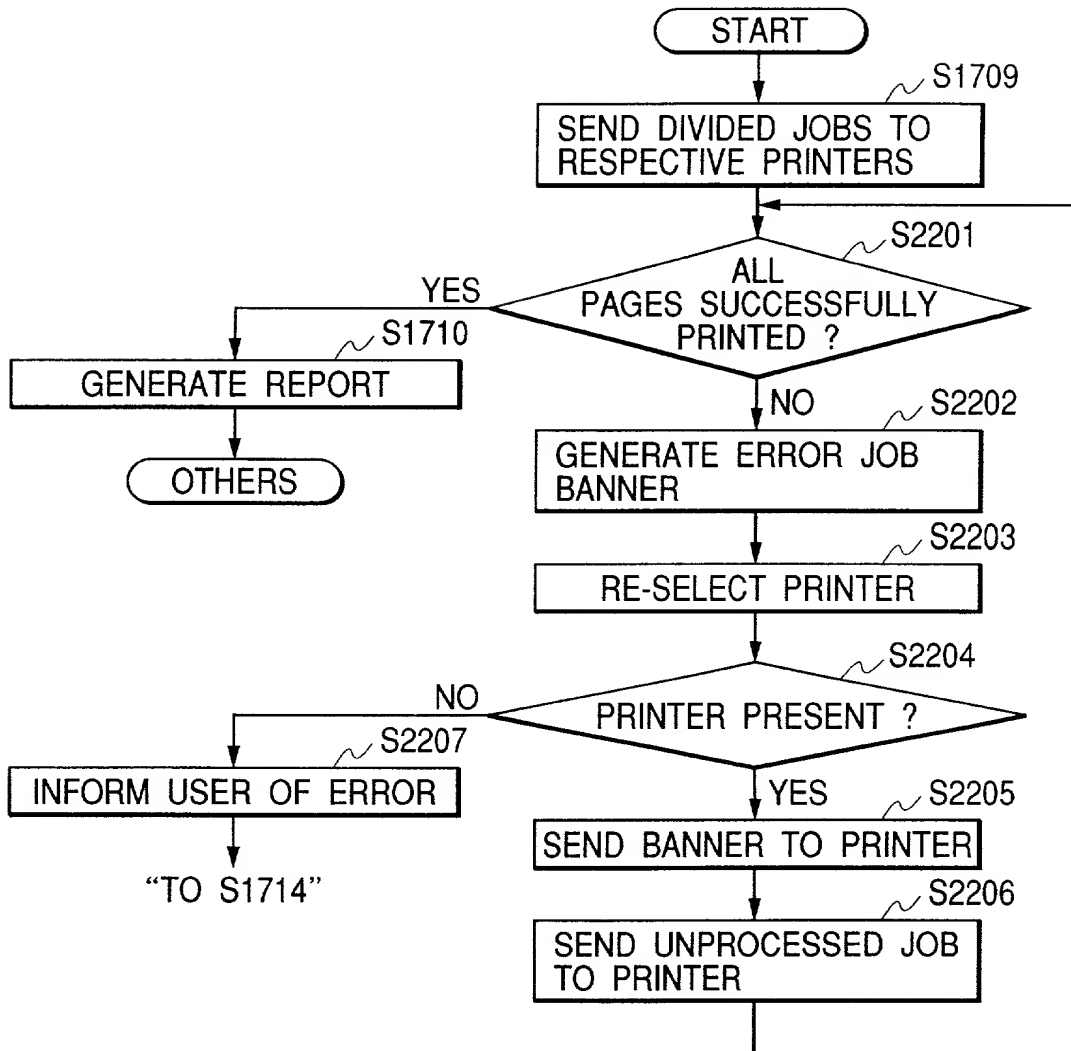 START
S1709
SEND DIVIDED JOBS TO
RESPECTIVE PRINTERS
S2201
ALL
PAGES SUCCESSFULLY
PRINTED ?
YES
S1710
GENERATE REPORT
OTHERS
NO
S2202
GENERATE ERROR JOB
BANNER
S2203
RE-SELECT PRINTER
S2204
PRINTER PRESENT ?
NO
S2207
INFORM USER OF ERROR
“TO S1714”
YES
S2205
SEND BANNER TO PRINTER
S2206
SEND UNPROCESSED JOB
TO PRINTER